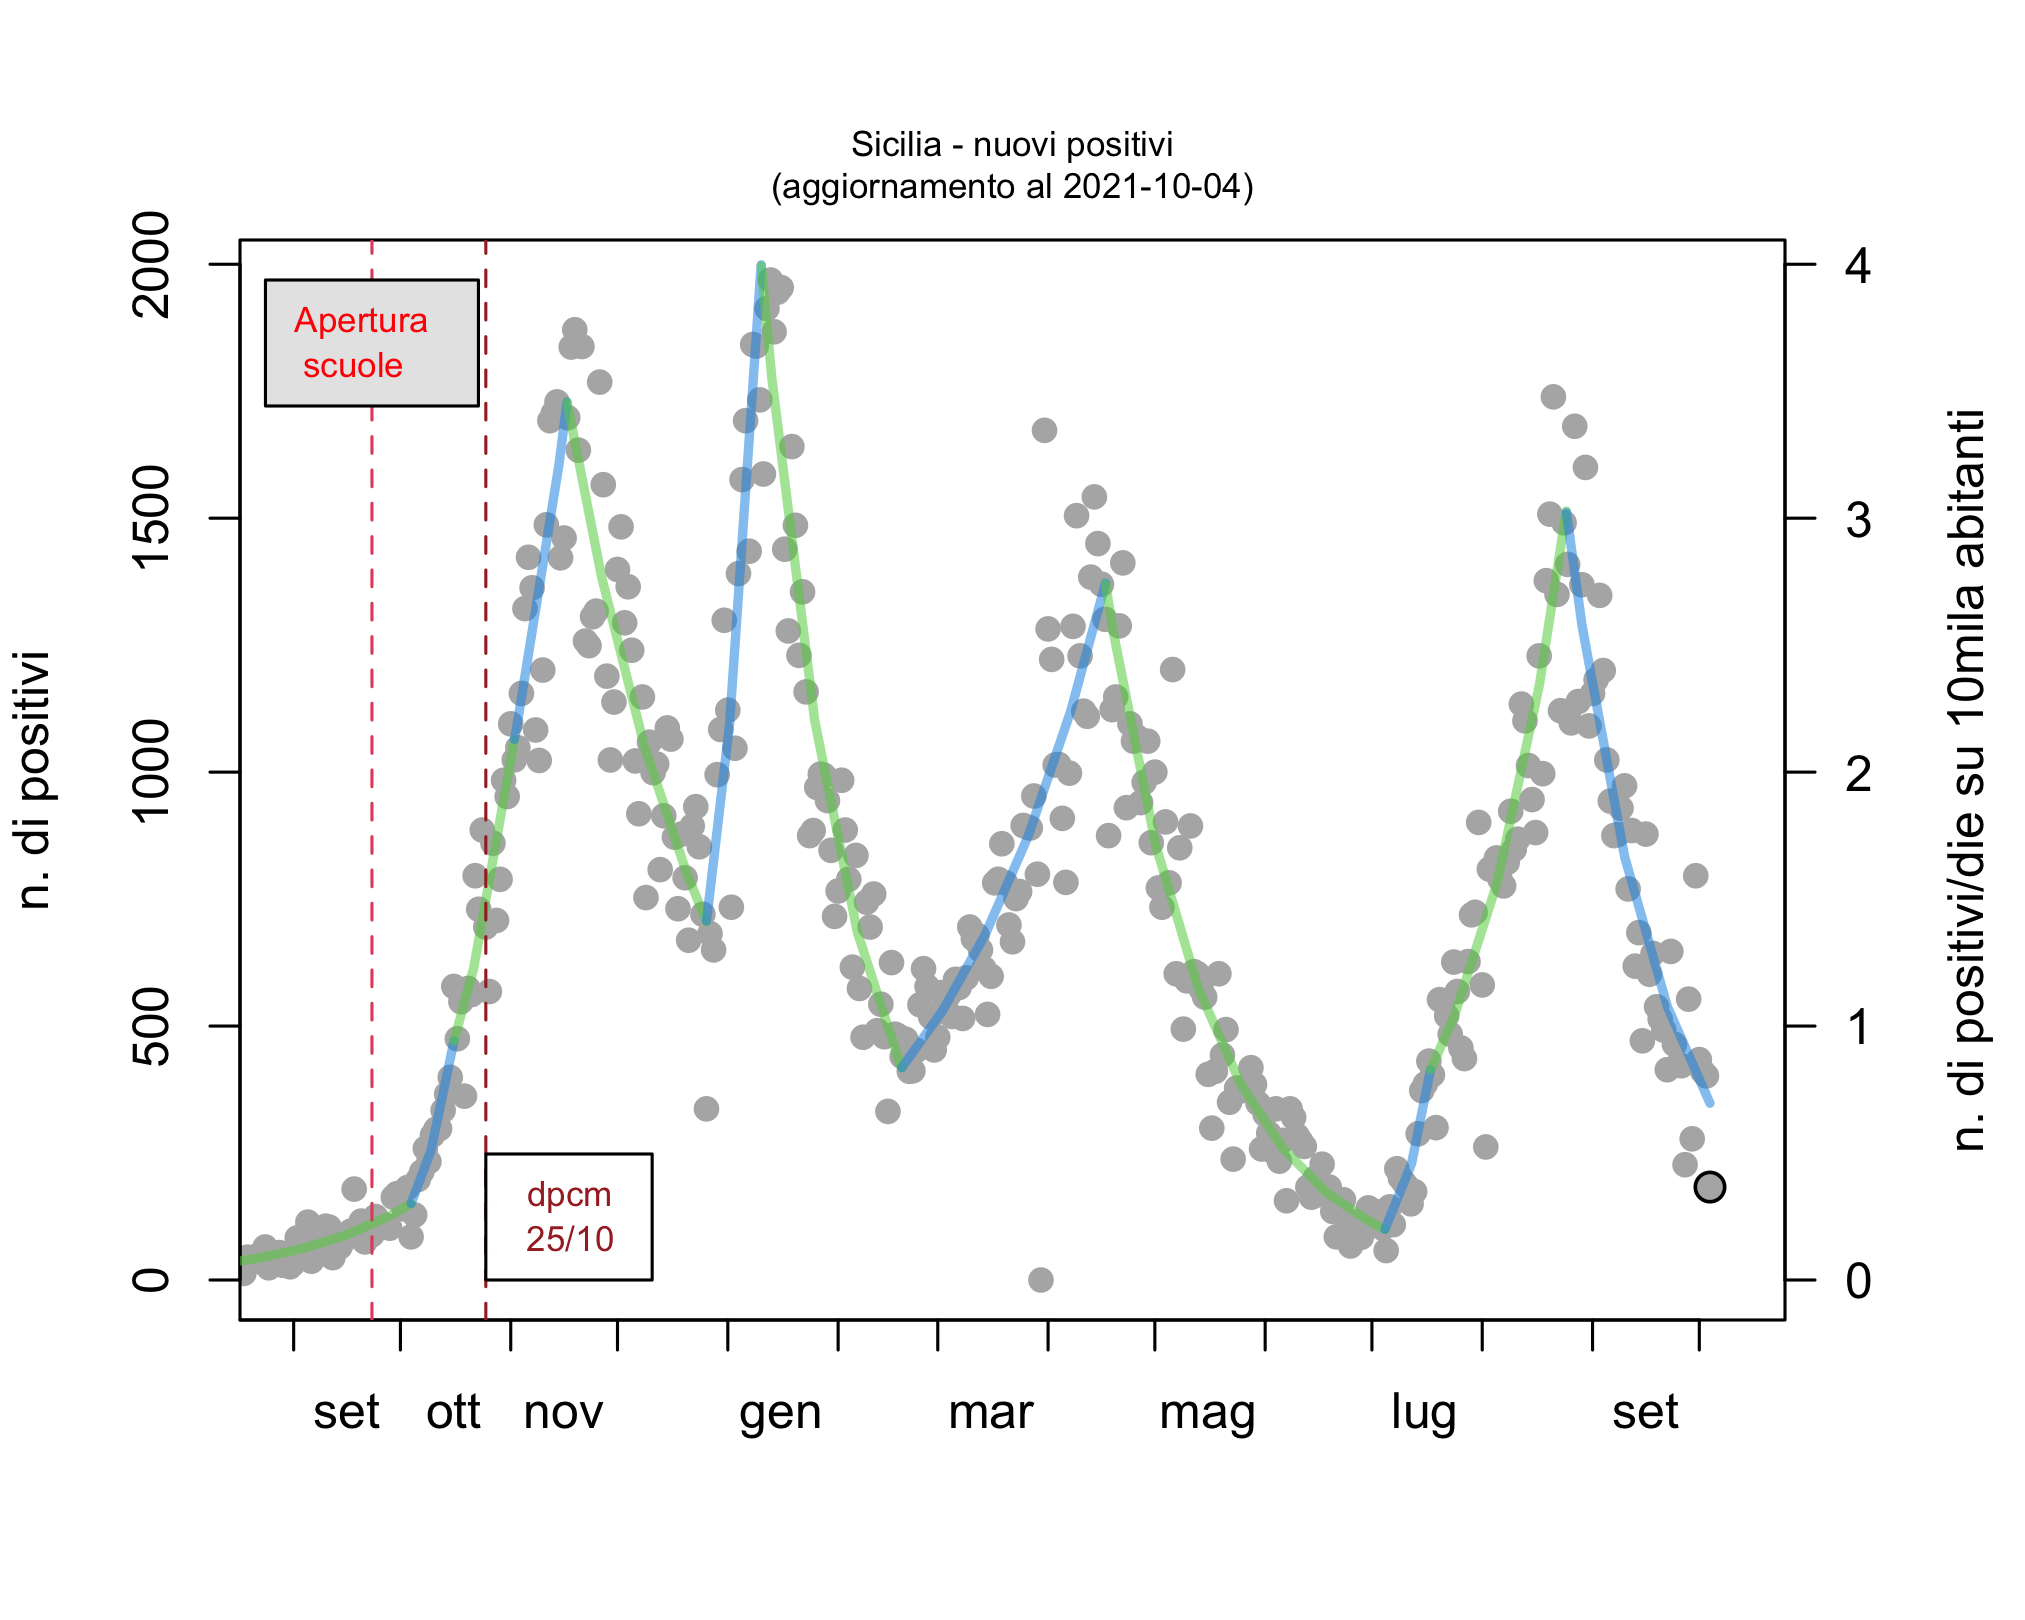 Sicilia - nuovi positivi
(aggiornamento al 2021-10-04)
n. di positivi
2000
1500
1000
500
0
Apertura
scuole
dpcm
25/10
4
3
2
1
0
n. di positivi/die su 10mila abitanti
set ott nov gen mar mag lug set